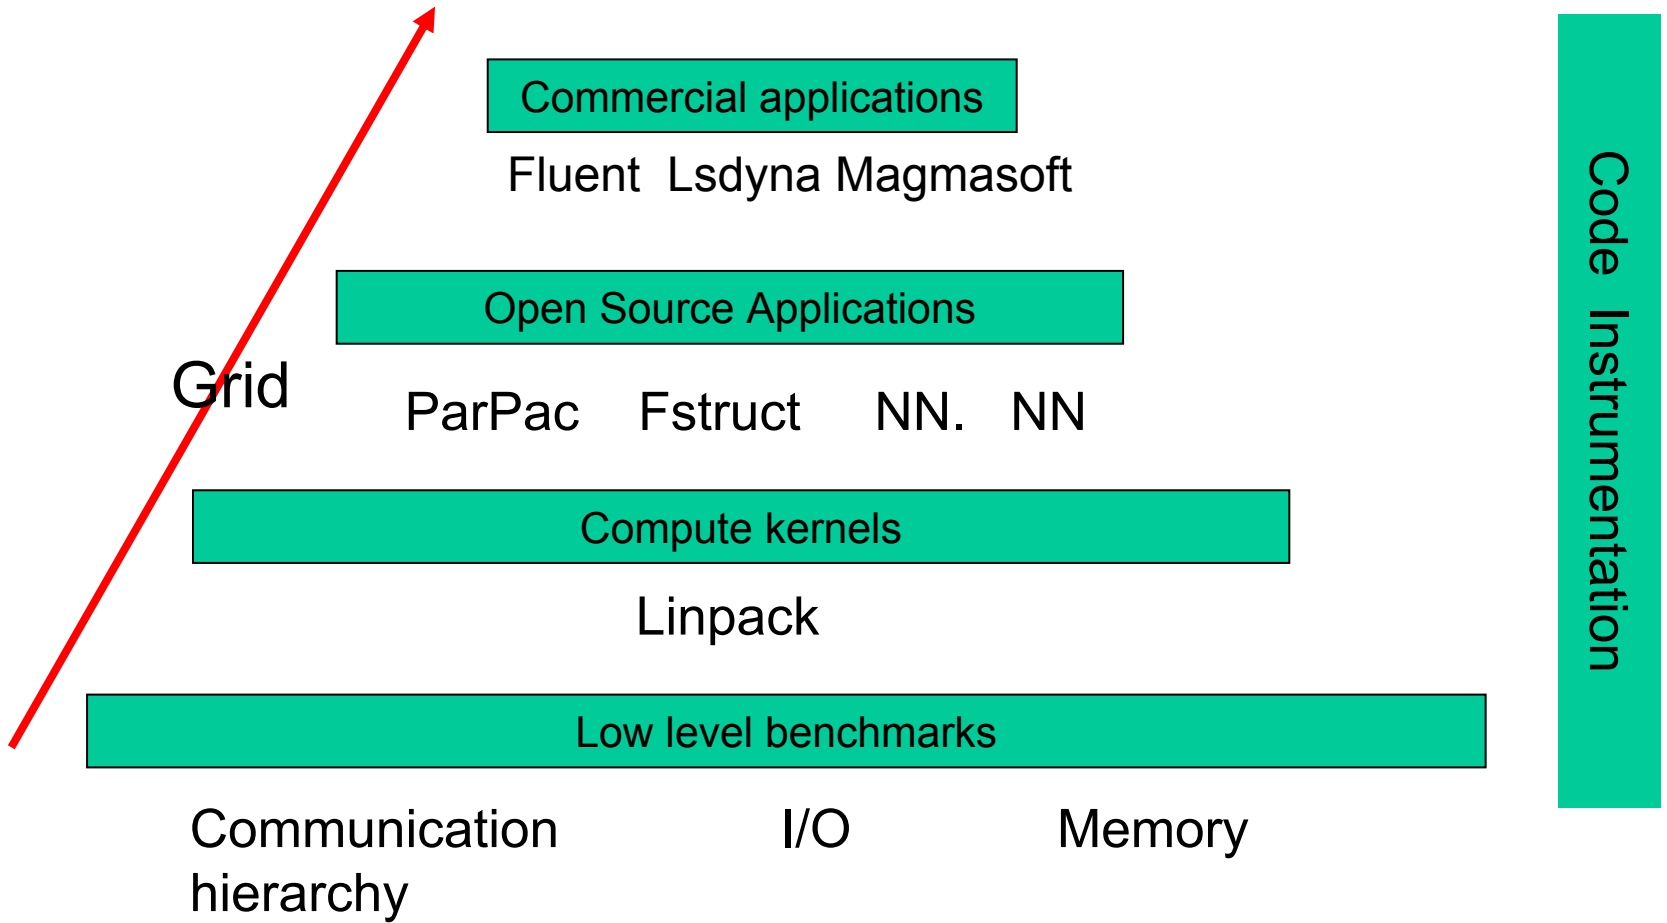 Commercial applications
Fluent Lsdyna Magmasoft
Open Source Applications
Grid
ParPac Fstruct NN. NN
Compute kernels
Linpack
Low level benchmarks
Communication I/O Memory
hierarchy
Code Instrumentation